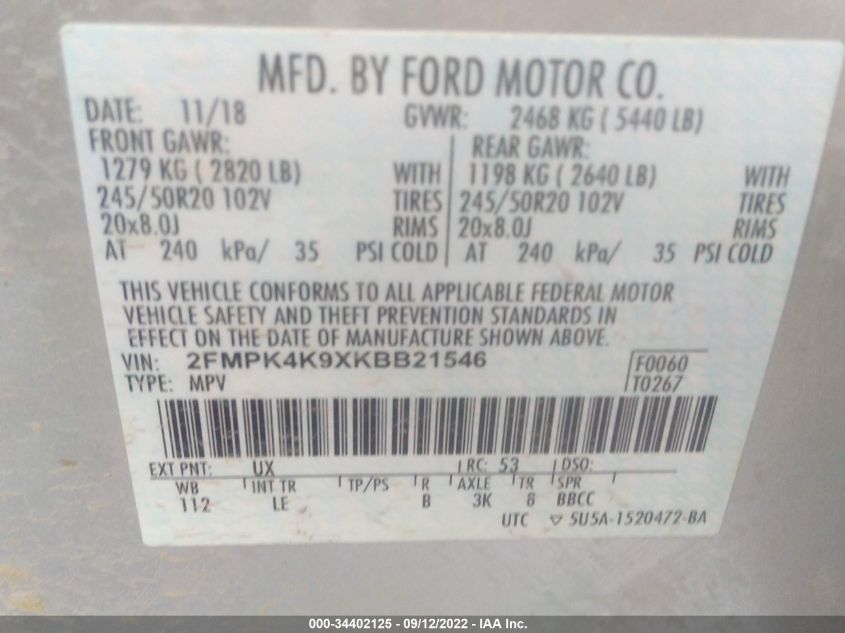 MFD. BY FORD MOTOR CO.
DATE: 11/18 GVWR: 2468 KG ( 5440 LB)
FRONT GAWR: REAR GAWR:
1279 KG ( 2820 LB) WITH 1198 KG ( 2640 LB) WITH
245/50R20 102V TIRES 245/50R20 102V TIRES
20x8.0J RIMS 20x8.0J RIMS
AT 240 kPa/ 35 PSI COLD AT 240 kPa/ 35 PSI COLD
THIS VEHICLE CONFORMS TO ALL APPLICABLE FEDERAL MOTOR
VEHICLE SAFETY AND THEFT PREVENTION STANDARDS IN
EFFECT ON THE DATE OF MANUFACTURE SHOWN ABOVE.
VIN: 2FMPK4K9XKBB21546 F0060
TYPE: MPV T0267
EXT PNT: UX RC: 53 DSO:
WB INT TR TP/PS R AXLE TR SPR
112 LE B 3K 8 BBCC
UTC ▽ 5U5A-1520472-BA
000-34402125 - 09/12/2022 - IAA Inc.